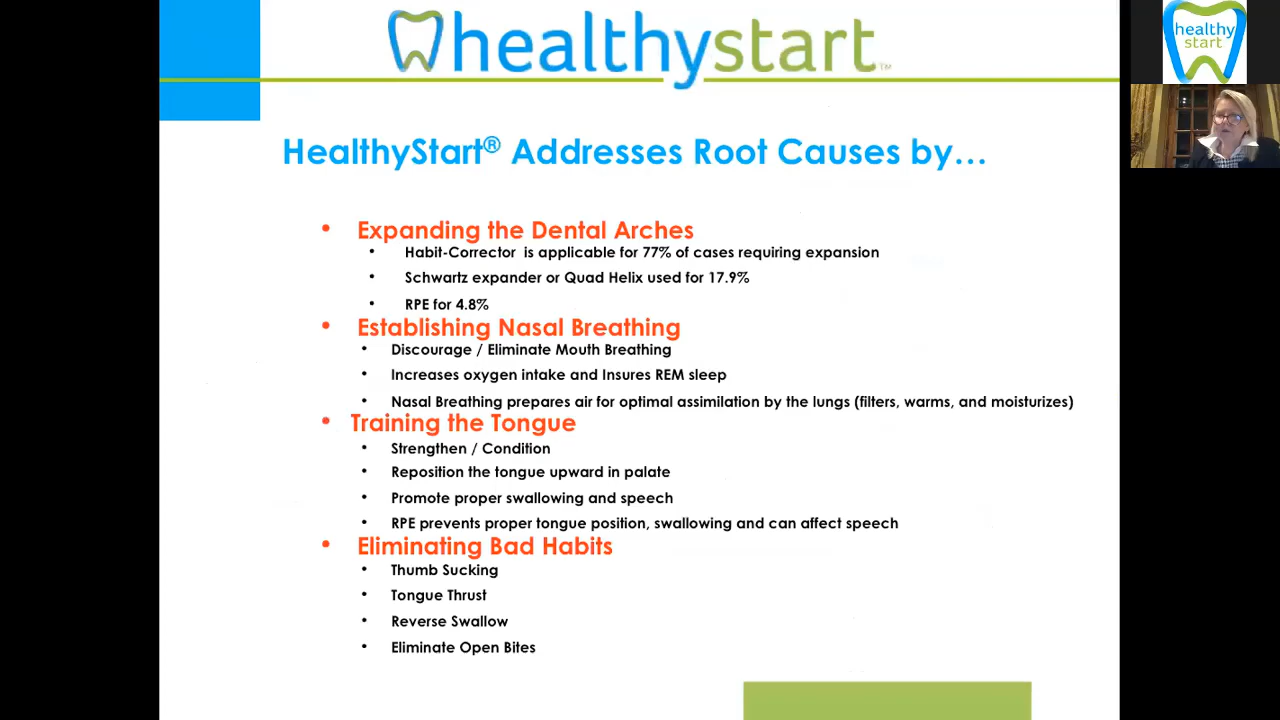 healthystart™
healthy
start
HealthyStart® Addresses Root Causes by…
• Expanding the Dental Arches
• Habit-Corrector is applicable for 77% of cases requiring expansion
• Schwartz expander or Quad Helix used for 17.9%
• RPE for 4.8%
• Establishing Nasal Breathing
• Discourage / Eliminate Mouth Breathing
• Increases oxygen intake and Insures REM sleep
• Nasal Breathing prepares air for optimal assimilation by the lungs (filters, warms, and moisturizes)
• Training the Tongue
• Strengthen / Condition
• Reposition the tongue upward in palate
• Promote proper swallowing and speech
• RPE prevents proper tongue position, swallowing and can affect speech
• Eliminating Bad Habits
• Thumb Sucking
• Tongue Thrust
• Reverse Swallow
• Eliminate Open Bites